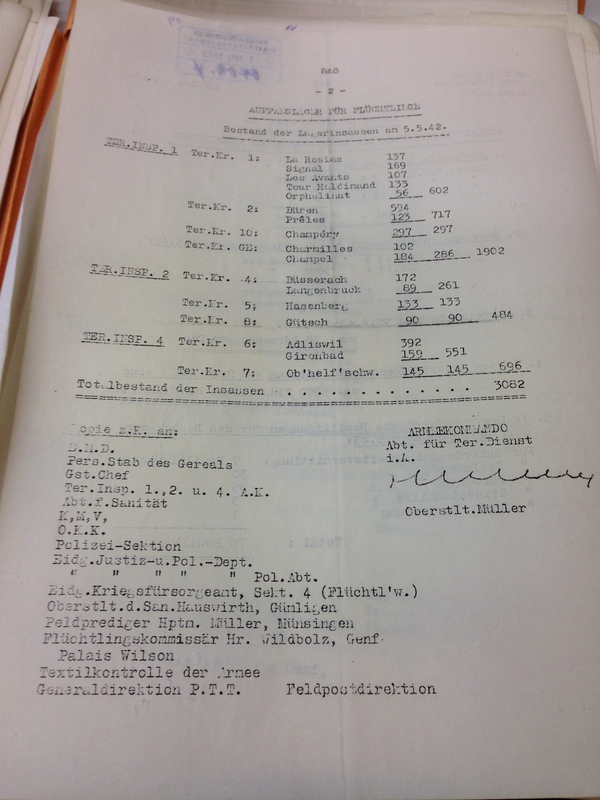 840
- 2 -
AUFFANGLAGER FÜR FLÜCHTLINGE
Bestand der Lagerinsassen am 5.5.42.
TER.INSP. 1 Ter.Kr. 1: La Rosias 137
Signal 169
Les Avants 107
Tour Haldimand 133
Orphelinat 56 602
Ter.Kr. 2: Büren 594
Prêles 123 717
Ter.Kr. 10: Champéry 297 297
Ter.Kr. GE: Charmilles 102
Champel 184 286 1902
TER.INSP. 2 Ter.Kr. 4: Büsserach 172
Langenbruck 89 261
Ter.Kr. 5; Hasenberg 133 133
Ter.Kr. 8: Gütsch 90 90 484
TER.INSP. 4 Ter.Kr. 6: Adliswil 392
Girenbad 159 551
Ter.Kr. 7: Ob'helf'schw. 145 145 696
Totalbestand der Insassen . . . . . . . . . . . . . 3082
Copie z.K. an:
ARMEEKOMMANDO
Abt. für Ter.Dienst
i.A.
Oberstlt.Müller
Pers.Stab des Gereals
Gst.Chef
Ter.Insp. 1.,2. u. 4. A.K.
Abt.f.Sanität
K,M,V,
O.K.K.
Polizei-Sektion
Eidg.Justiz-u.Pol.-Dept.
" " " " Pol.Abt.
Eidg.Kriegsfürsorgeamt, Sekt. 4 (Flüchtl'w.)
Oberstlt.d.San.Hauswirth, Gümligen
Feldprediger Hptm. Müller, Münsingen
Flüchtlingskommissär Hr. Wildbolz, Genf
Palais Wilson
Textilkontrolle der Armee
Generaldirektion P.T.T. Feldpostdirektion